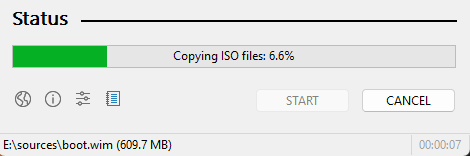 Status
Copying ISO files: 6.6%
START
CANCEL
E:\sources\boot.wim (609.7 MB)
00:00:07